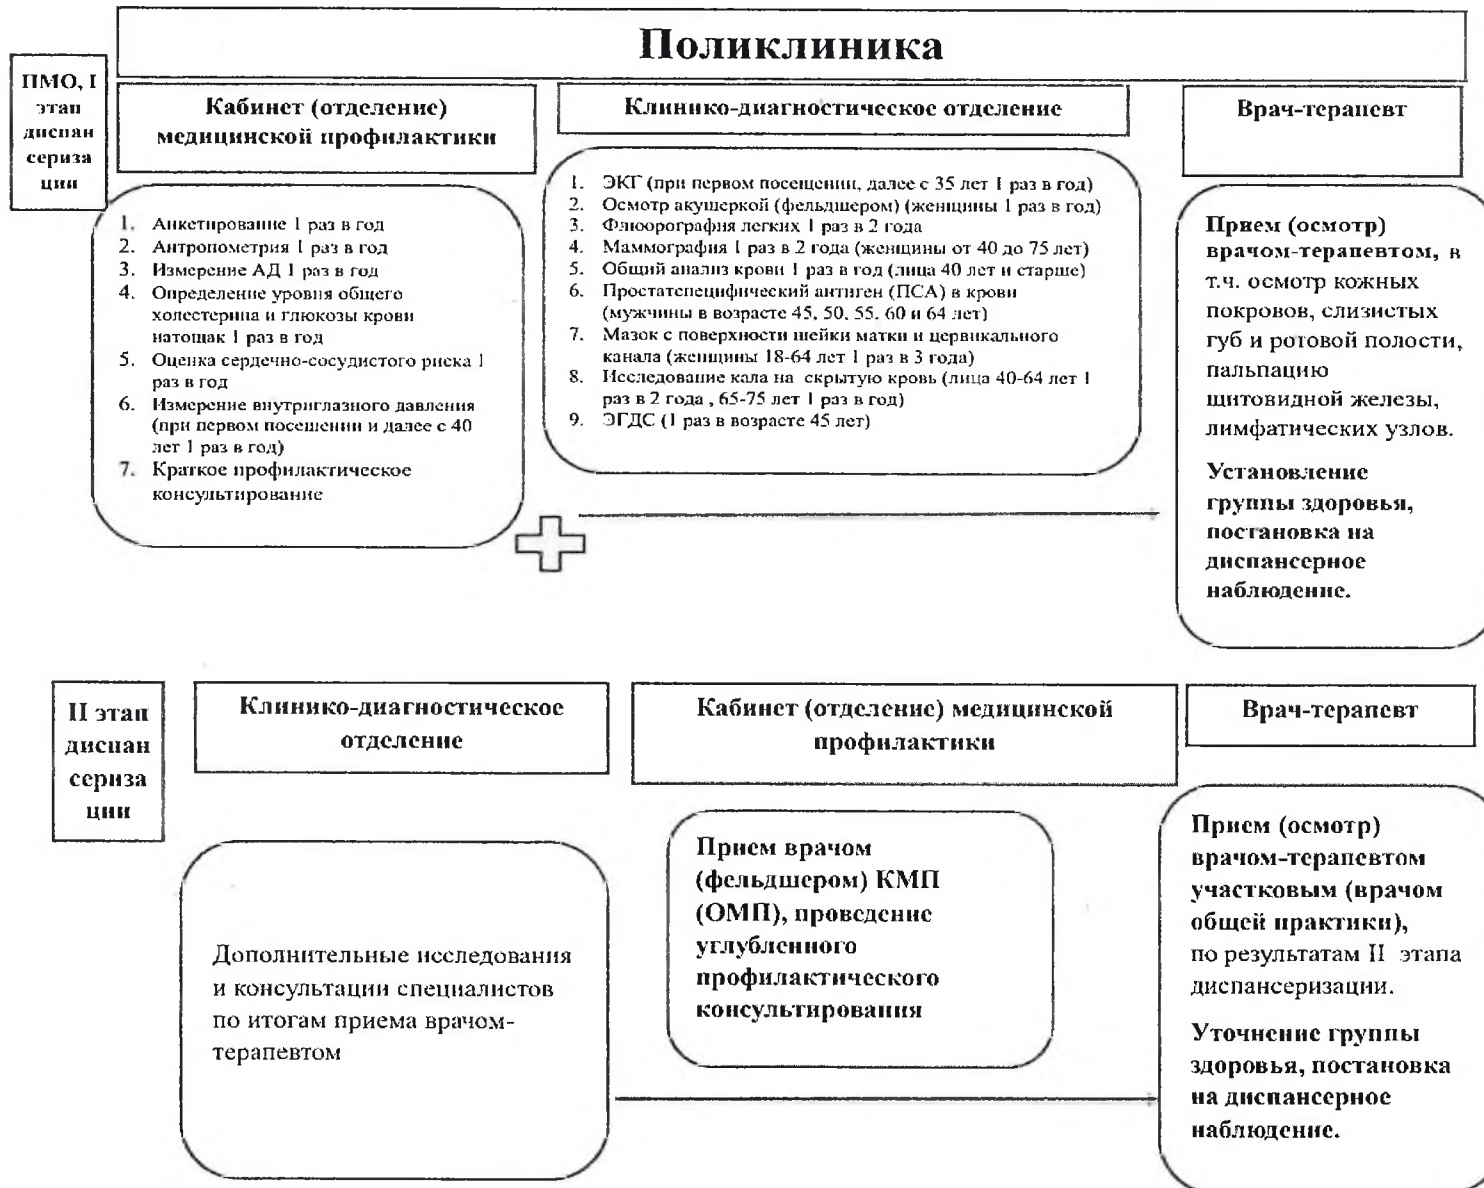 Поликлиника
ПМО, I
этап
диспан
сериза
ции
Кабинет (отделение)
медицинской профилактики
Клинико-диагностическое отделение
Врач-терапевт
1. Анкетирование 1 раз в год
2. Антропометрия 1 раз в год
3. Измерение АД 1 раз в год
4. Определение уровня общего
холестерина и глюкозы крови
натощак 1 раз в год
5. Оценка сердечно-сосудистого риска 1
раз в год
6. Измерение внутриглазного давления
(при первом посещении и далее с 40
лет 1 раз в год)
7. Краткое профилактическое
консультирование
1. ЭКГ (при первом посещении, далее с 35 лет 1 раз в год)
2. Осмотр акушеркой (фельдшером) (женщины 1 раз в год)
3. Флюорография легких 1 раз в 2 года
4. Маммография 1 раз в 2 года (женщины от 40 до 75 лет)
5. Общий анализ крови 1 раз в год (лица 40 лет и старше)
6. Простатспецифический антиген (ПСА) в крови
(мужчины в возрасте 45, 50, 55, 60 и 64 лет)
7. Мазок с поверхности шейки матки и цервикального
канала (женщины 18-64 лет 1 раз в 3 года)
8. Исследование кала на скрытую кровь (лица 40-64 лет 1
раз в 2 года , 65-75 лет 1 раз в год)
9. ЭГДС (1 раз в возрасте 45 лет)
Прием (осмотр)
врачом-терапевтом, в
т.ч. осмотр кожных
покровов, слизистых
губ и ротовой полости,
пальпацию
щитовидной железы,
лимфатических узлов.
Установление
группы здоровья,
постановка на
диспансерное
наблюдение.
II этап
диспан
сериза
ции
Клинико-диагностическое
отделение
Кабинет (отделение) медицинской
профилактики
Врач-терапевт
Дополнительные исследования
и консультации специалистов
по итогам приема врачом-
терапевтом
Прием врачом
(фельдшером) КМП
(ОМП), проведение
углубленного
профилактического
консультирования
Прием (осмотр)
врачом-терапевтом
участковым (врачом
общей практики),
по результатам II этапа
диспансеризации.
Уточнение группы
здоровья, постановка
на диспансерное
наблюдение.